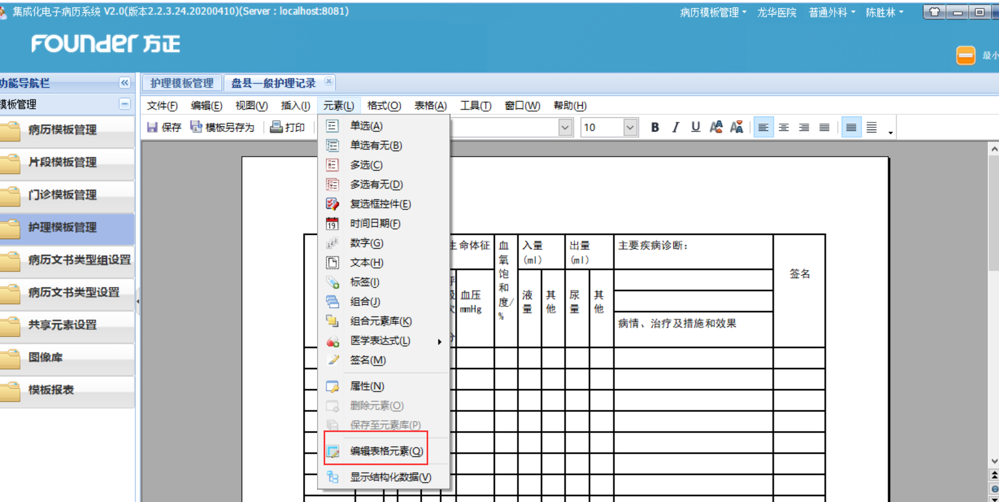 集成化电子病历系统 V2.0(版本2.2.3.24.20200410)(Server : localhost:8081)
病历模板管理 龙华医院 普通外科 陈胜林
FOUNDER 方正
最小
功能导航栏
模板管理
病历模板管理
片段模板管理
门诊模板管理
护理模板管理
病历文书类型组设置
病历文书类型设置
共享元素设置
图像库
模板报表
护理模板管理 盘县一般护理记录
文件(F) 编辑(E) 视图(V) 插入(I) 元素(L) 格式(O) 表格(A) 工具(T) 窗口(W) 帮助(H)
保存 模板另存为 打印 10 B I U
单选(A)
单选有无(B)
多选(C)
多选有无(D)
复选框控件(E)
时间日期(F)
数字(G)
文本(H)
标签(I)
组合(J)
组合元素库(K)
医学表达式(L)
签名(M)
属性(N)
删除元素(O)
保存至元素库(P)
编辑表格元素(Q)
显示结构化数据(V)
生命体征
血压
mmHg
血
氧
饱
和
度/
%
入量
(ml)
液
量
其
他
出量
(ml)
尿
量
其
他
主要疾病诊断:
病情、治疗及措施和效果
签名